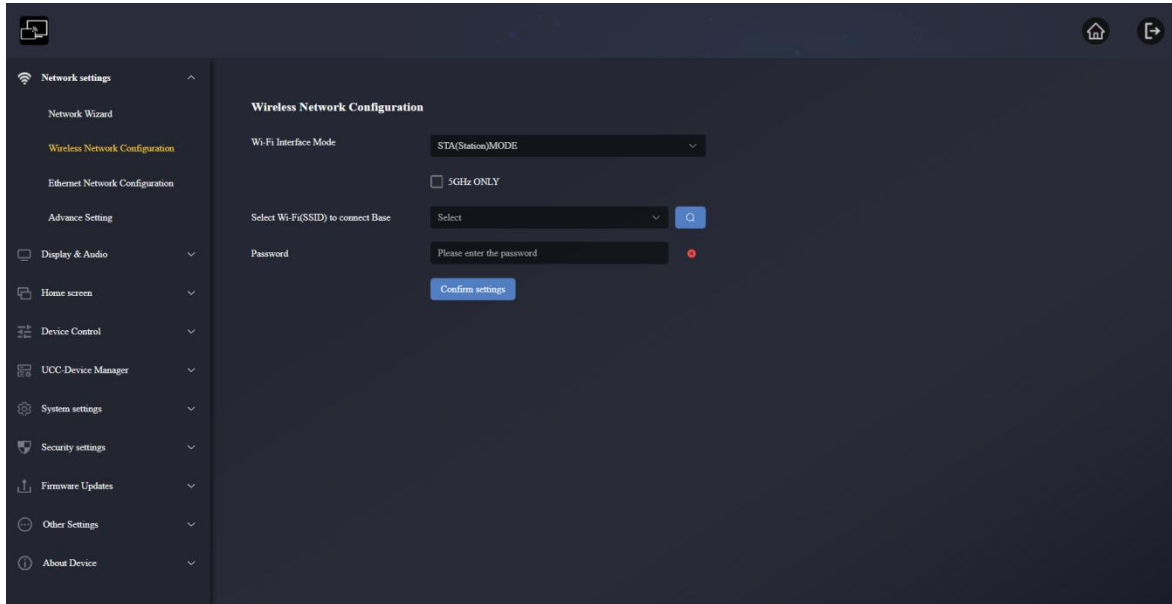 Network settings
Network Wizard
Wireless Network Configuration
Ethernet Network Configuration
Advance Setting
Display & Audio
Home screen
Device Control
UCC-Device Manager
System settings
Security settings
Firmware Updates
Other Settings
About Device
Wireless Network Configuration
Wi-Fi Interface Mode
STA(Station)MODE
5GHz ONLY
Select Wi-Fi(SSID) to connect Base
Select
Password
Please enter the password
Confirm settings